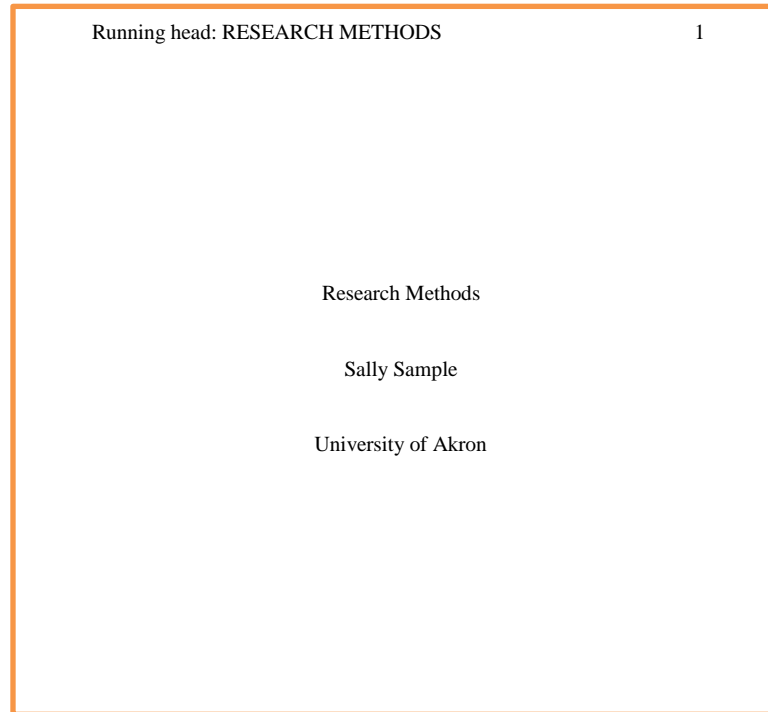 Running head: RESEARCH METHODS 1
Research Methods
Sally Sample
University of Akron